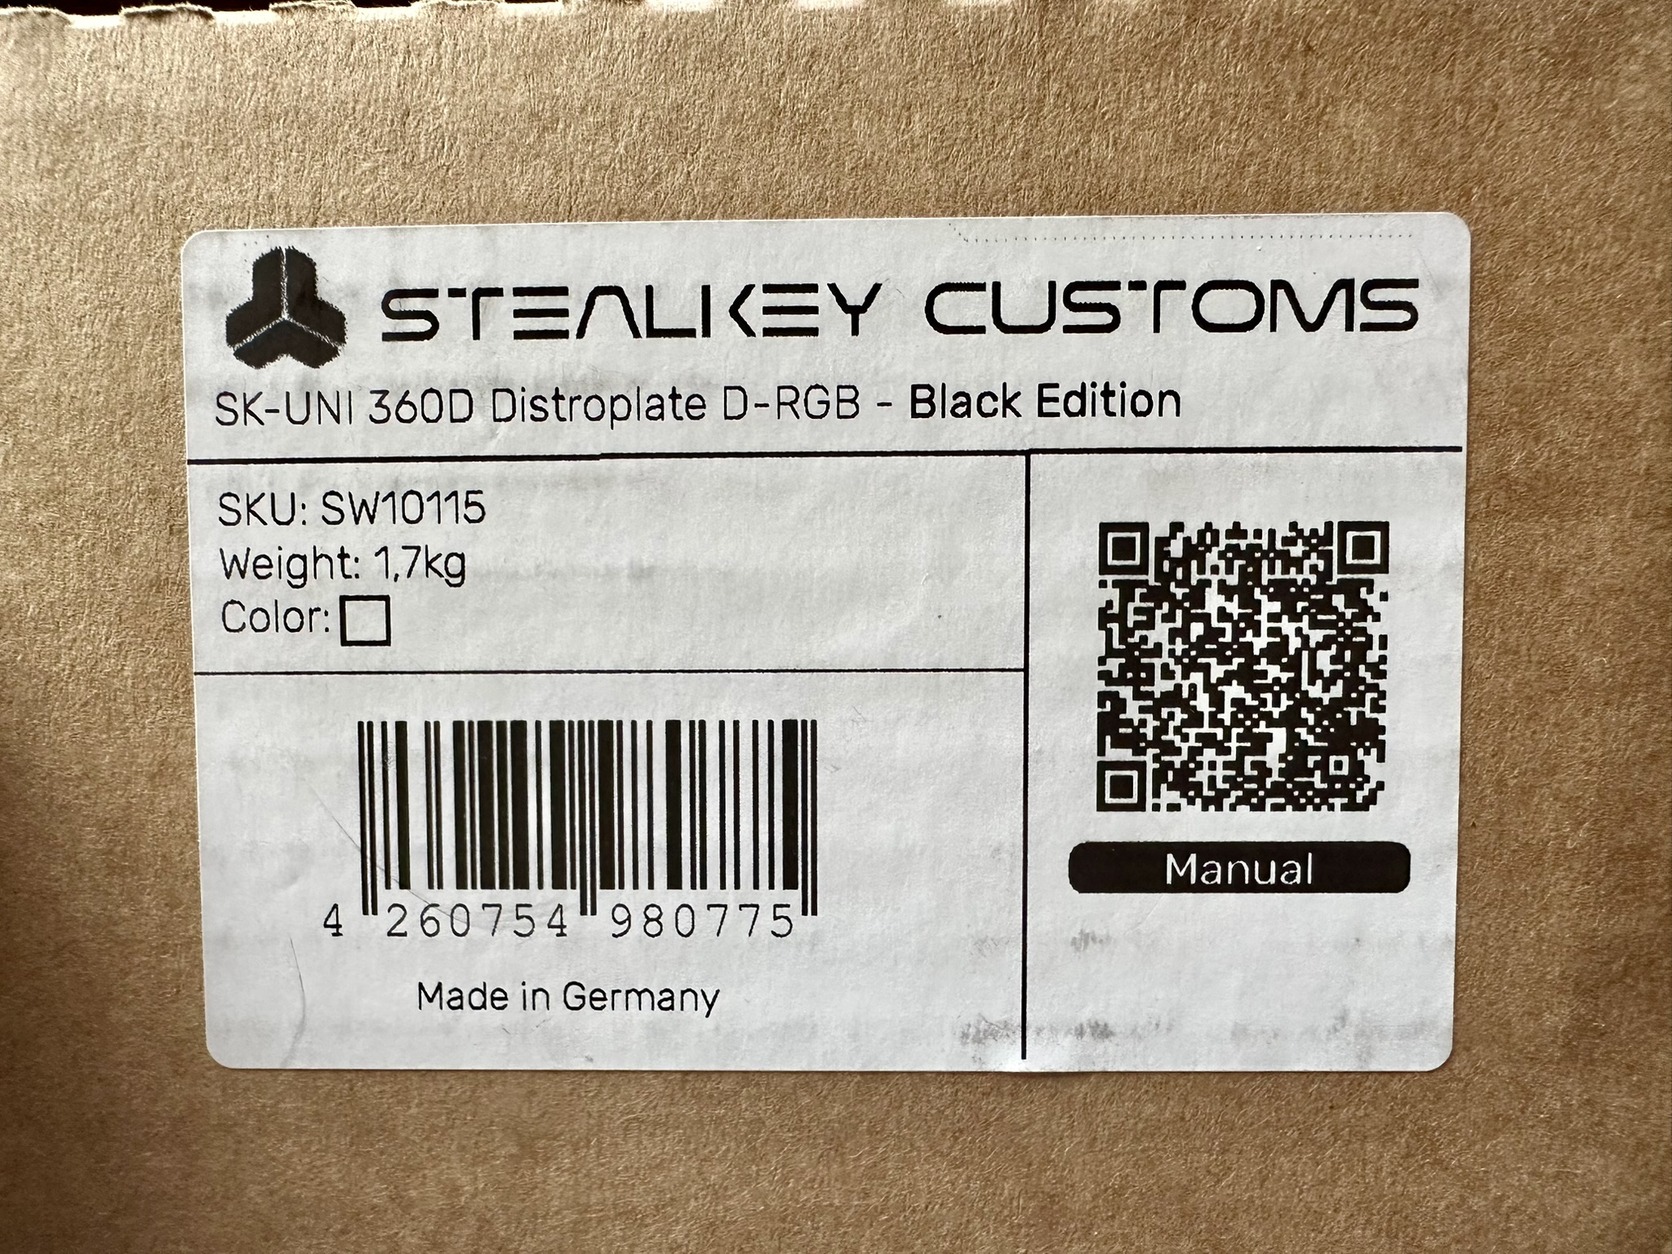 STEALKEY CUSTOMS
SK-UNI 360D Distroplate D-RGB - Black Edition
SKU: SW10115
Weight: 1,7kg
Color:
4 260754 980775
Made in Germany
Manual